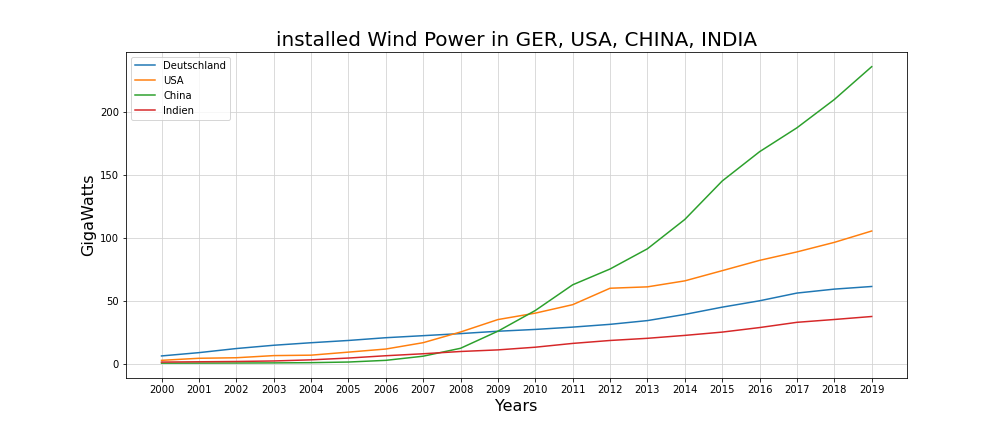 installed Wind Power in GER, USA, CHINA, INDIA
Deutschland
USA
China
Indien
GigaWatts
200
150
100
50
0
2000 2001 2002 2003 2004 2005 2006 2007 2008 2009 2010 2011 2012 2013 2014 2015 2016 2017 2018 2019
Years